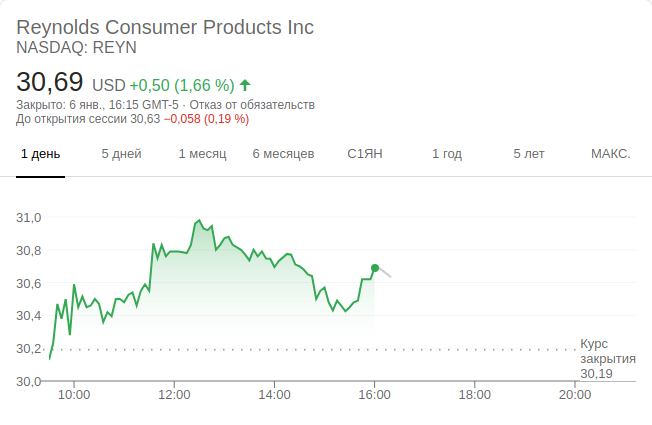 Reynolds Consumer Products Inc
NASDAQ: REYN
30,69 USD +0,50 (1,66 %)
Закрыто: 6 янв., 16:15 GMT-5 · Отказ от обязательств
До открытия сессии 30,63 −0,058 (0,19 %)
1 день 5 дней 1 месяц 6 месяцев С1ЯН 1 год 5 лет МАКС.
31,0
30,8
30,6
30,4
30,2
30,0
Курс
закрытия
30,19
10:00 12:00 14:00 16:00 18:00 20:00